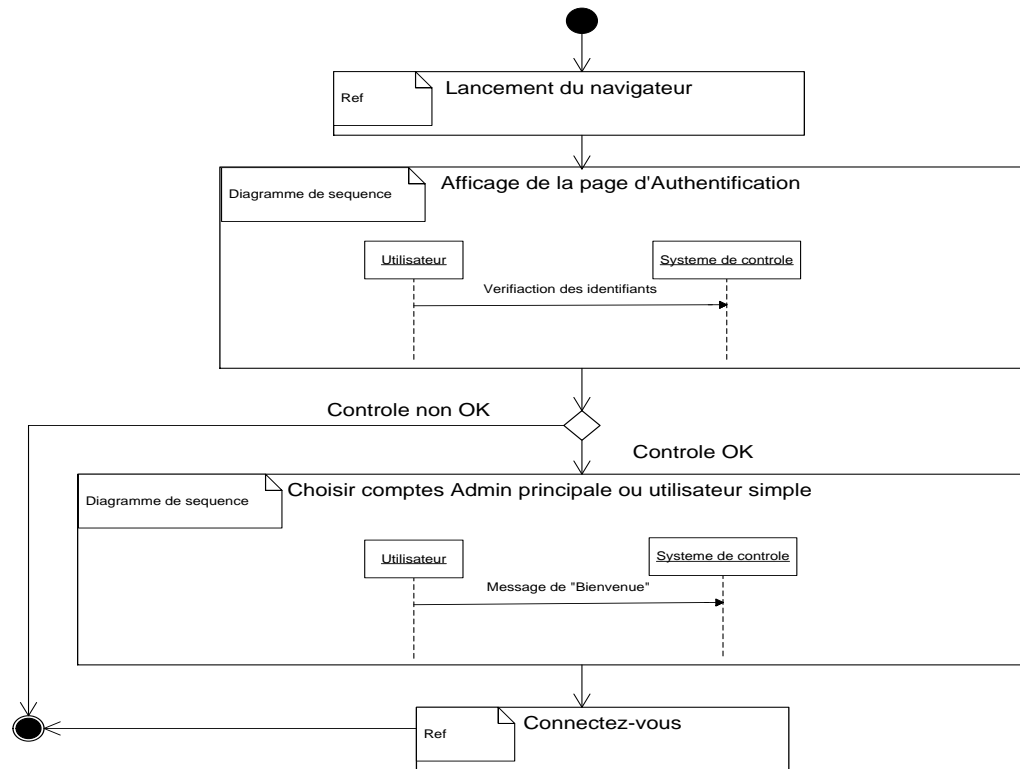 Lancement du navigateur
Ref
Afficage de la page d'Authentification
Diagramme de sequence
Utilisateur
Systeme de controle
Verifiaction des identifiants
Controle non OK
Controle OK
Choisir comptes Admin principale ou utilisateur simple
Diagramme de sequence
Utilisateur
Systeme de controle
Message de "Bienvenue"
Connectez-vous
Ref